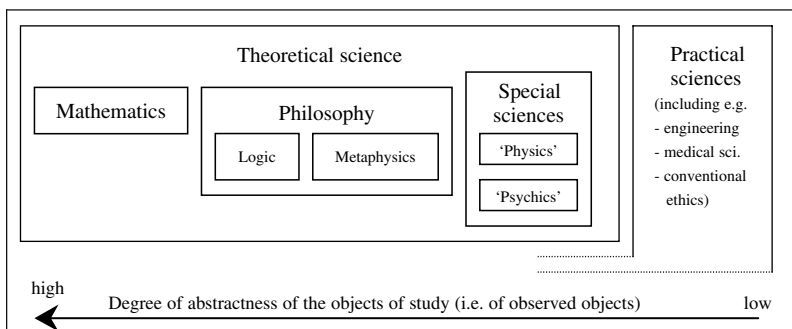 Theoretical science
Mathematics
Philosophy
Logic
Metaphysics
Special
sciences
‘Physics’
‘Psychics’
Practical
sciences
(including e.g.
- engineering
- medical sci.
- conventional
ethics)
high
Degree of abstractness of the objects of study (i.e. of observed objects)
low